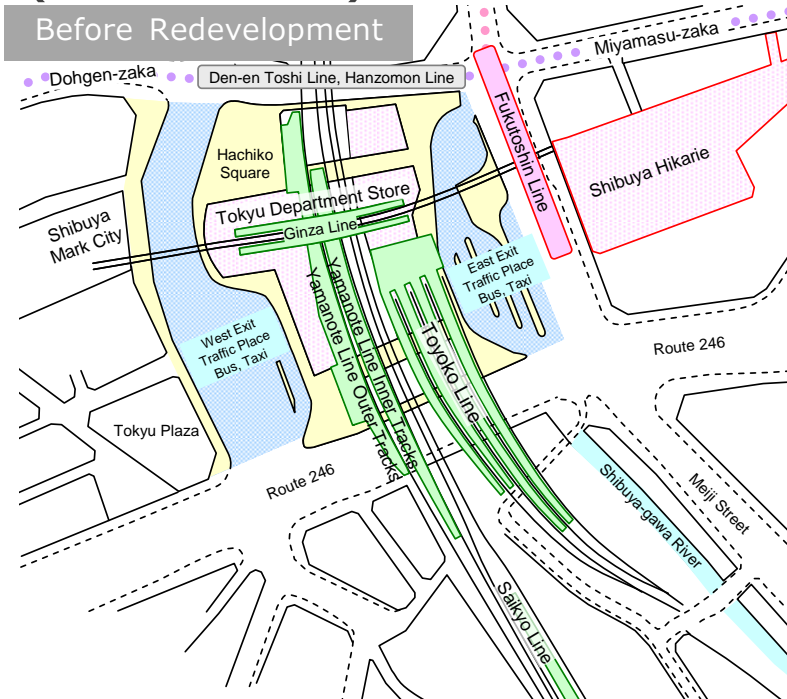 Before Redevelopment
Miyamasu-zaka
Dohgen-zaka
Den-en Toshi Line, Hanzomon Line
Fukutoshin Line
Hachiko
Square
Shibuya Hikarie
Tokyu Department Store
Shibuya
Mark City
Ginza Line
East Exit
Traffic Place
Bus, Taxi
Yamanote Line Inner Tracks
Yamanote Line Outer Tracks
West Exit
Traffic Place
Bus, Taxi
Toyoko Line
Route 246
Tokyu Plaza
Route 246
Meiji Street
Shibuya-gawa River
Saikyo Line